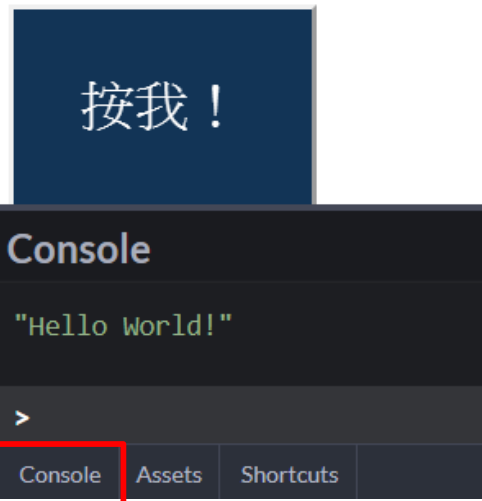 按我！
Console
"Hello World!"
>
Console Assets Shortcuts